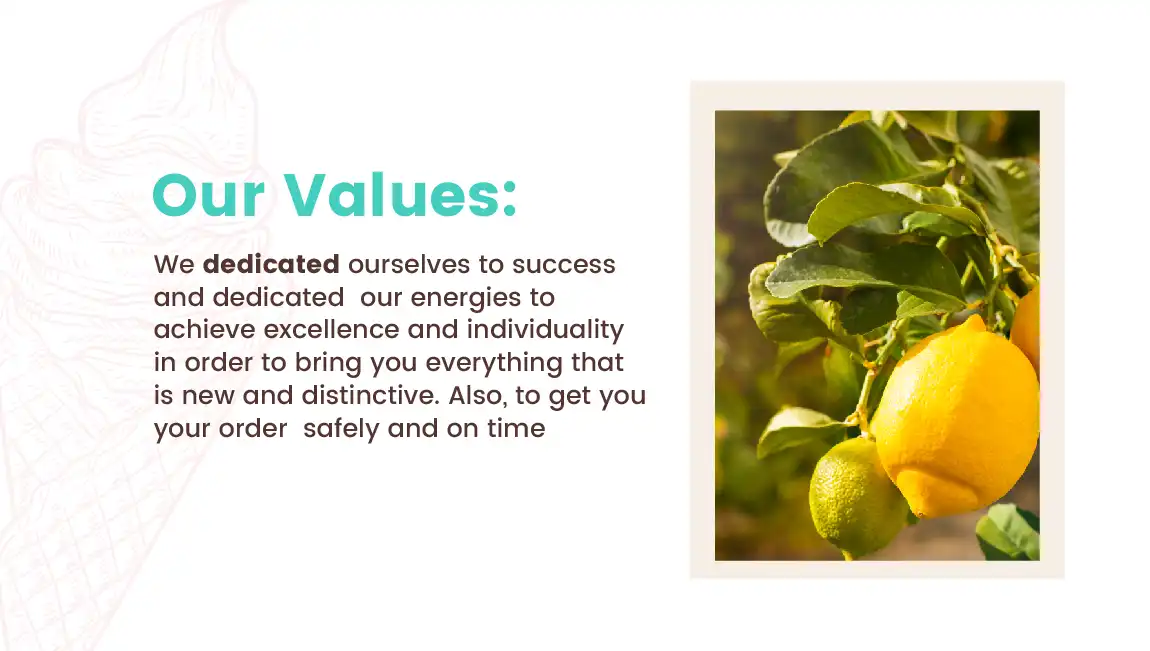 Our Values:
We dedicated ourselves to success
and dedicated  our energies to
achieve excellence and individuality
in order to bring you everything that
is new and distinctive. Also, to get you
your order  safely and on time